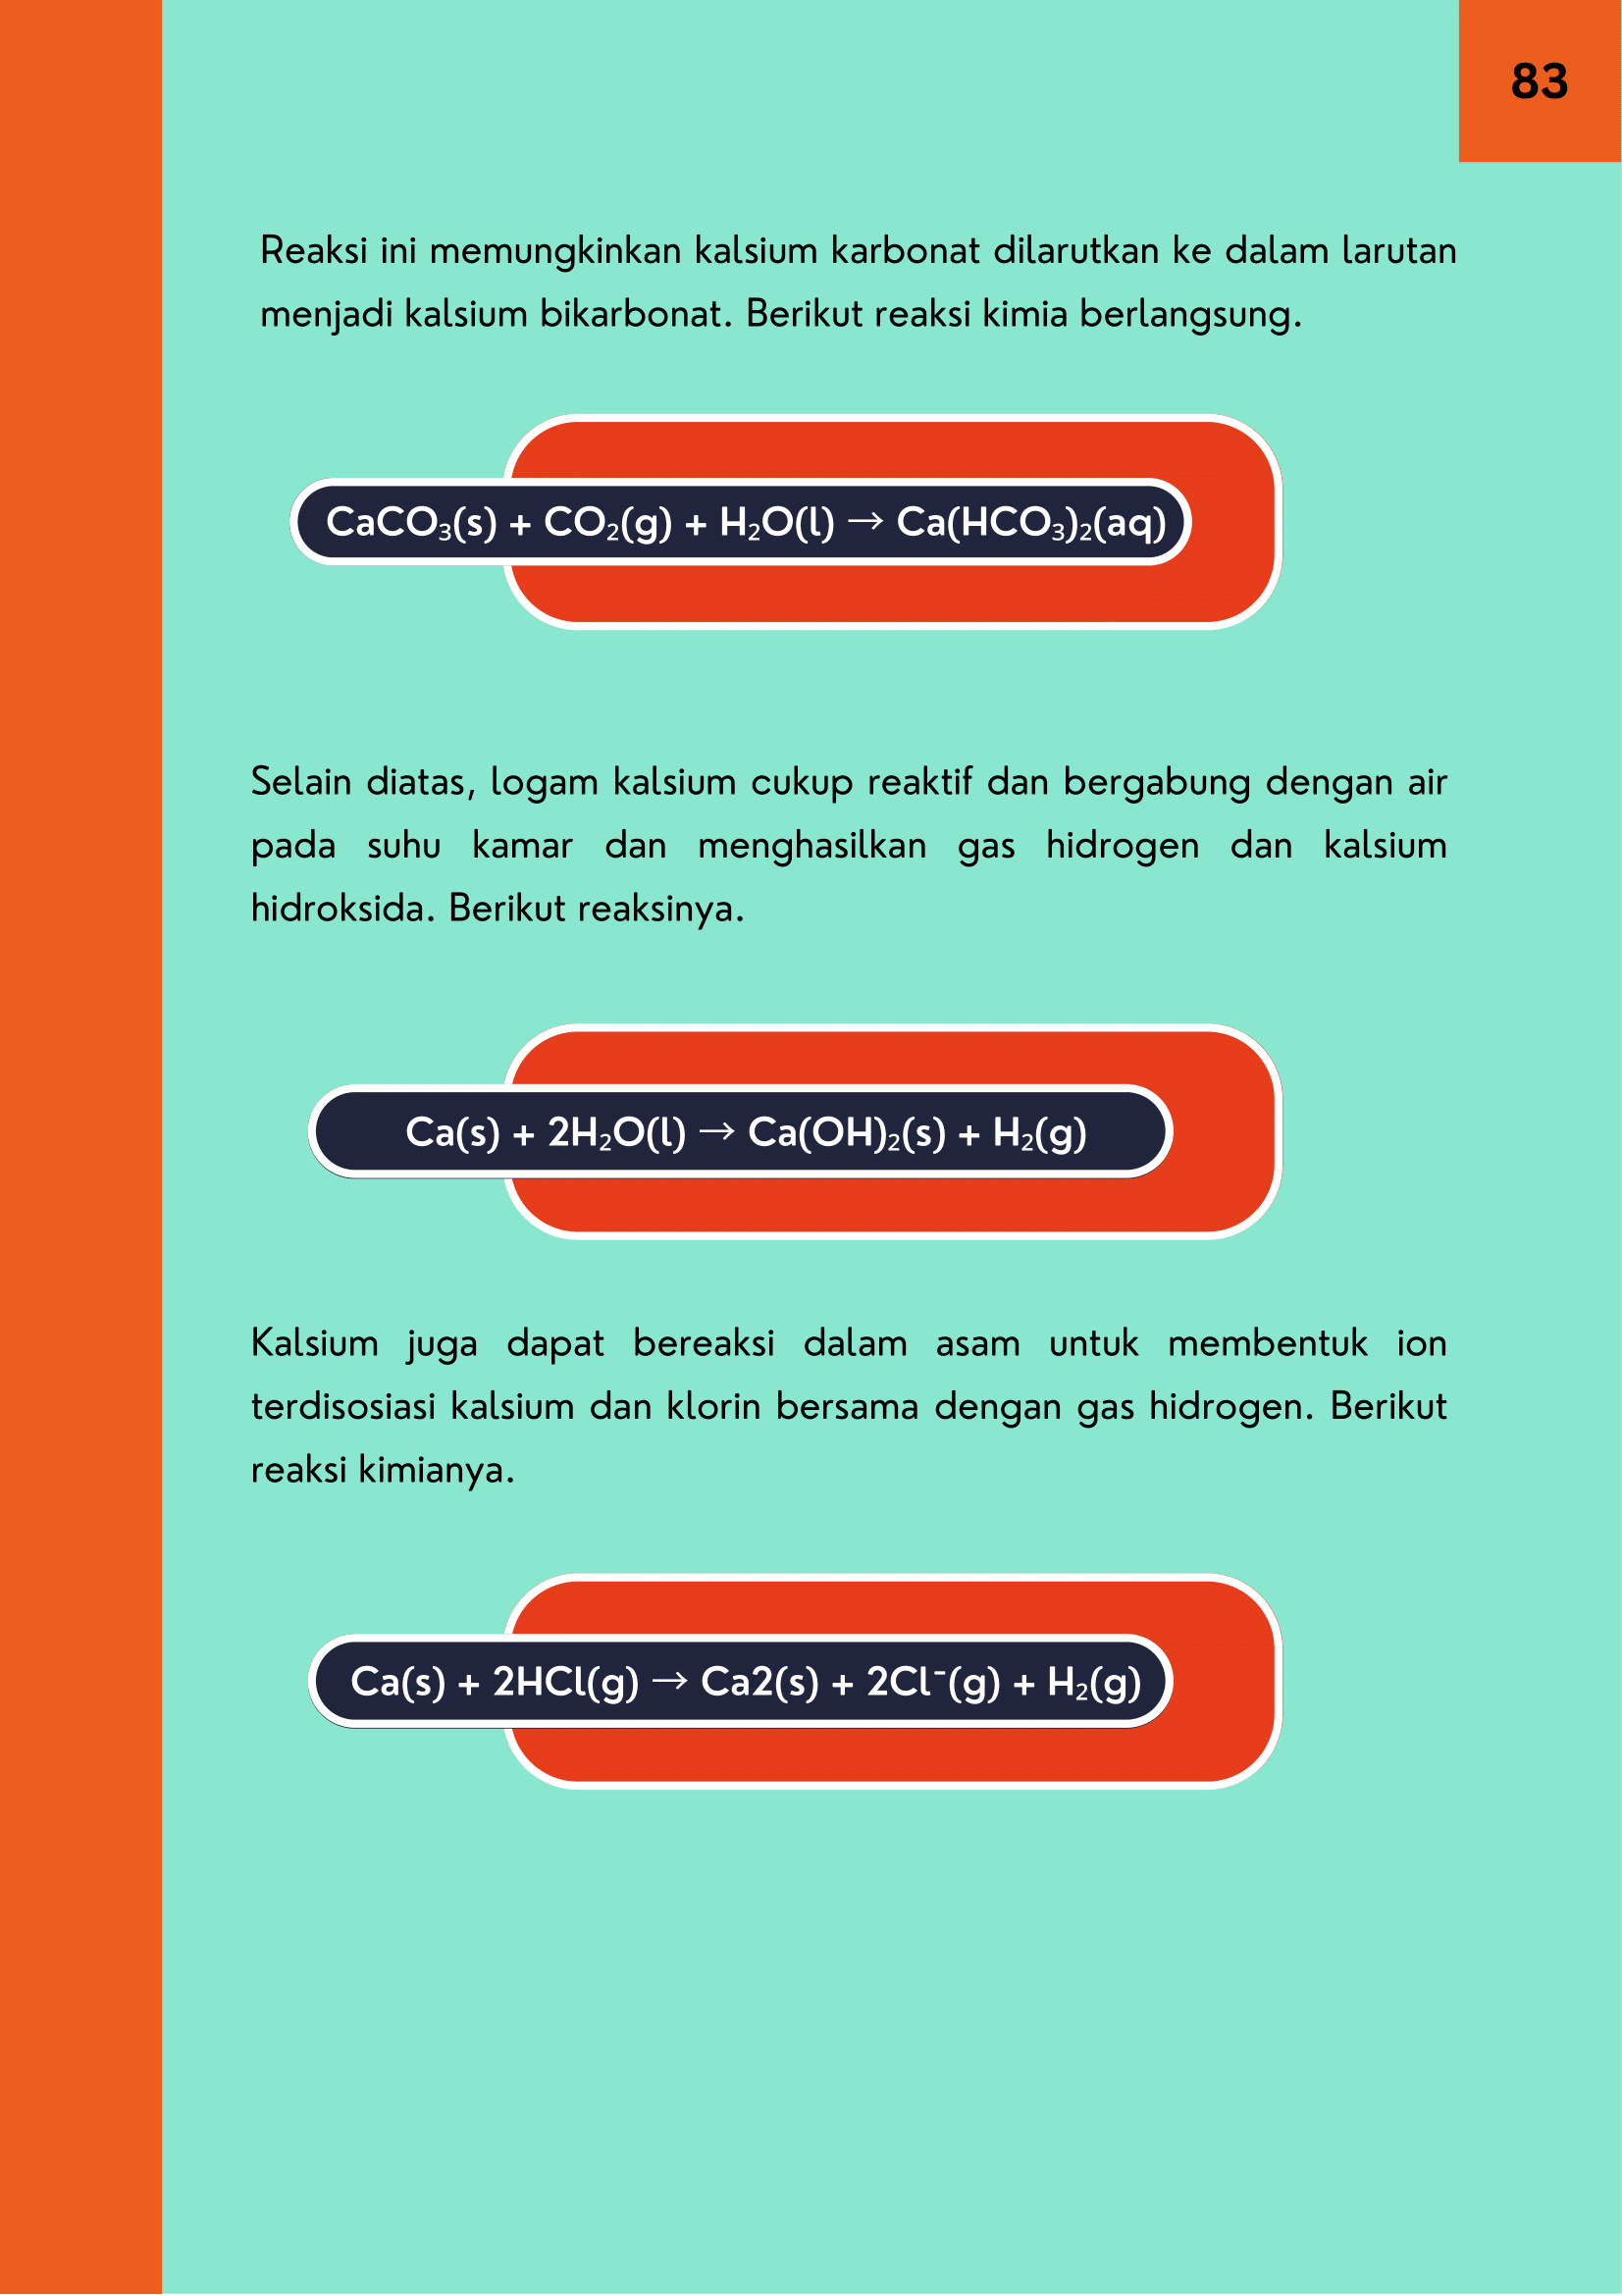 83
Reaksi ini memungkinkan kalsium karbonat dilarutkan ke dalam larutan
menjadi kalsium bikarbonat. Berikut reaksi kimia berlangsung.
CaCO₃(s) + CO₂(g) + H₂O(l) → Ca(HCO₃)₂(aq)
Selain diatas, logam kalsium cukup reaktif dan bergabung dengan air
pada suhu kamar dan menghasilkan gas hidrogen dan kalsium
hidroksida. Berikut reaksinya.
Ca(s) + 2H₂O(l) → Ca(OH)₂(s) + H₂(g)
Kalsium juga dapat bereaksi dalam asam untuk membentuk ion
terdisosiasi kalsium dan klorin bersama dengan gas hidrogen. Berikut
reaksi kimianya.
Ca(s) + 2HCl(g) → Ca2(s) + 2Cl⁻(g) + H₂(g)